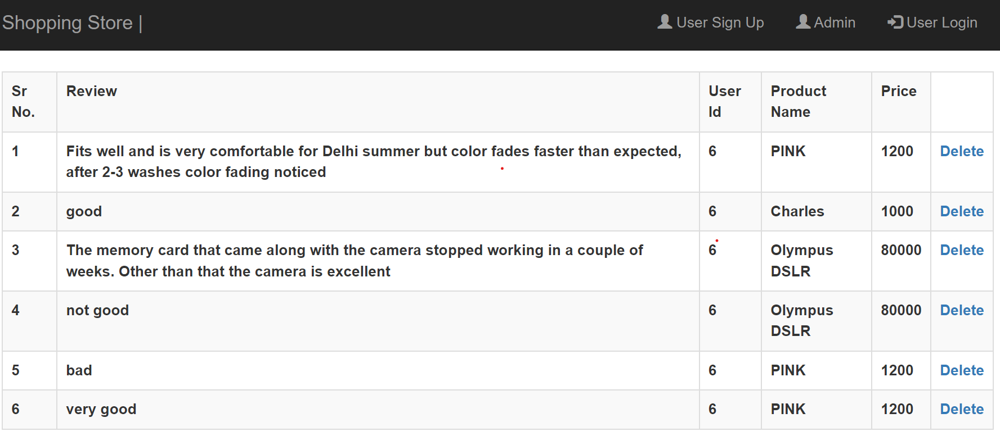 Shopping Store | User Sign Up Admin User Login
Sr No. Review User Id Product Name Price
1 Fits well and is very comfortable for Delhi summer but color fades faster than expected, after 2-3 washes color fading noticed 6 PINK 1200 Delete
2 good 6 Charles 1000 Delete
3 The memory card that came along with the camera stopped working in a couple of weeks. Other than that the camera is excellent 6 Olympus DSLR 80000 Delete
4 not good 6 Olympus DSLR 80000 Delete
5 bad 6 PINK 1200 Delete
6 very good 6 PINK 1200 Delete